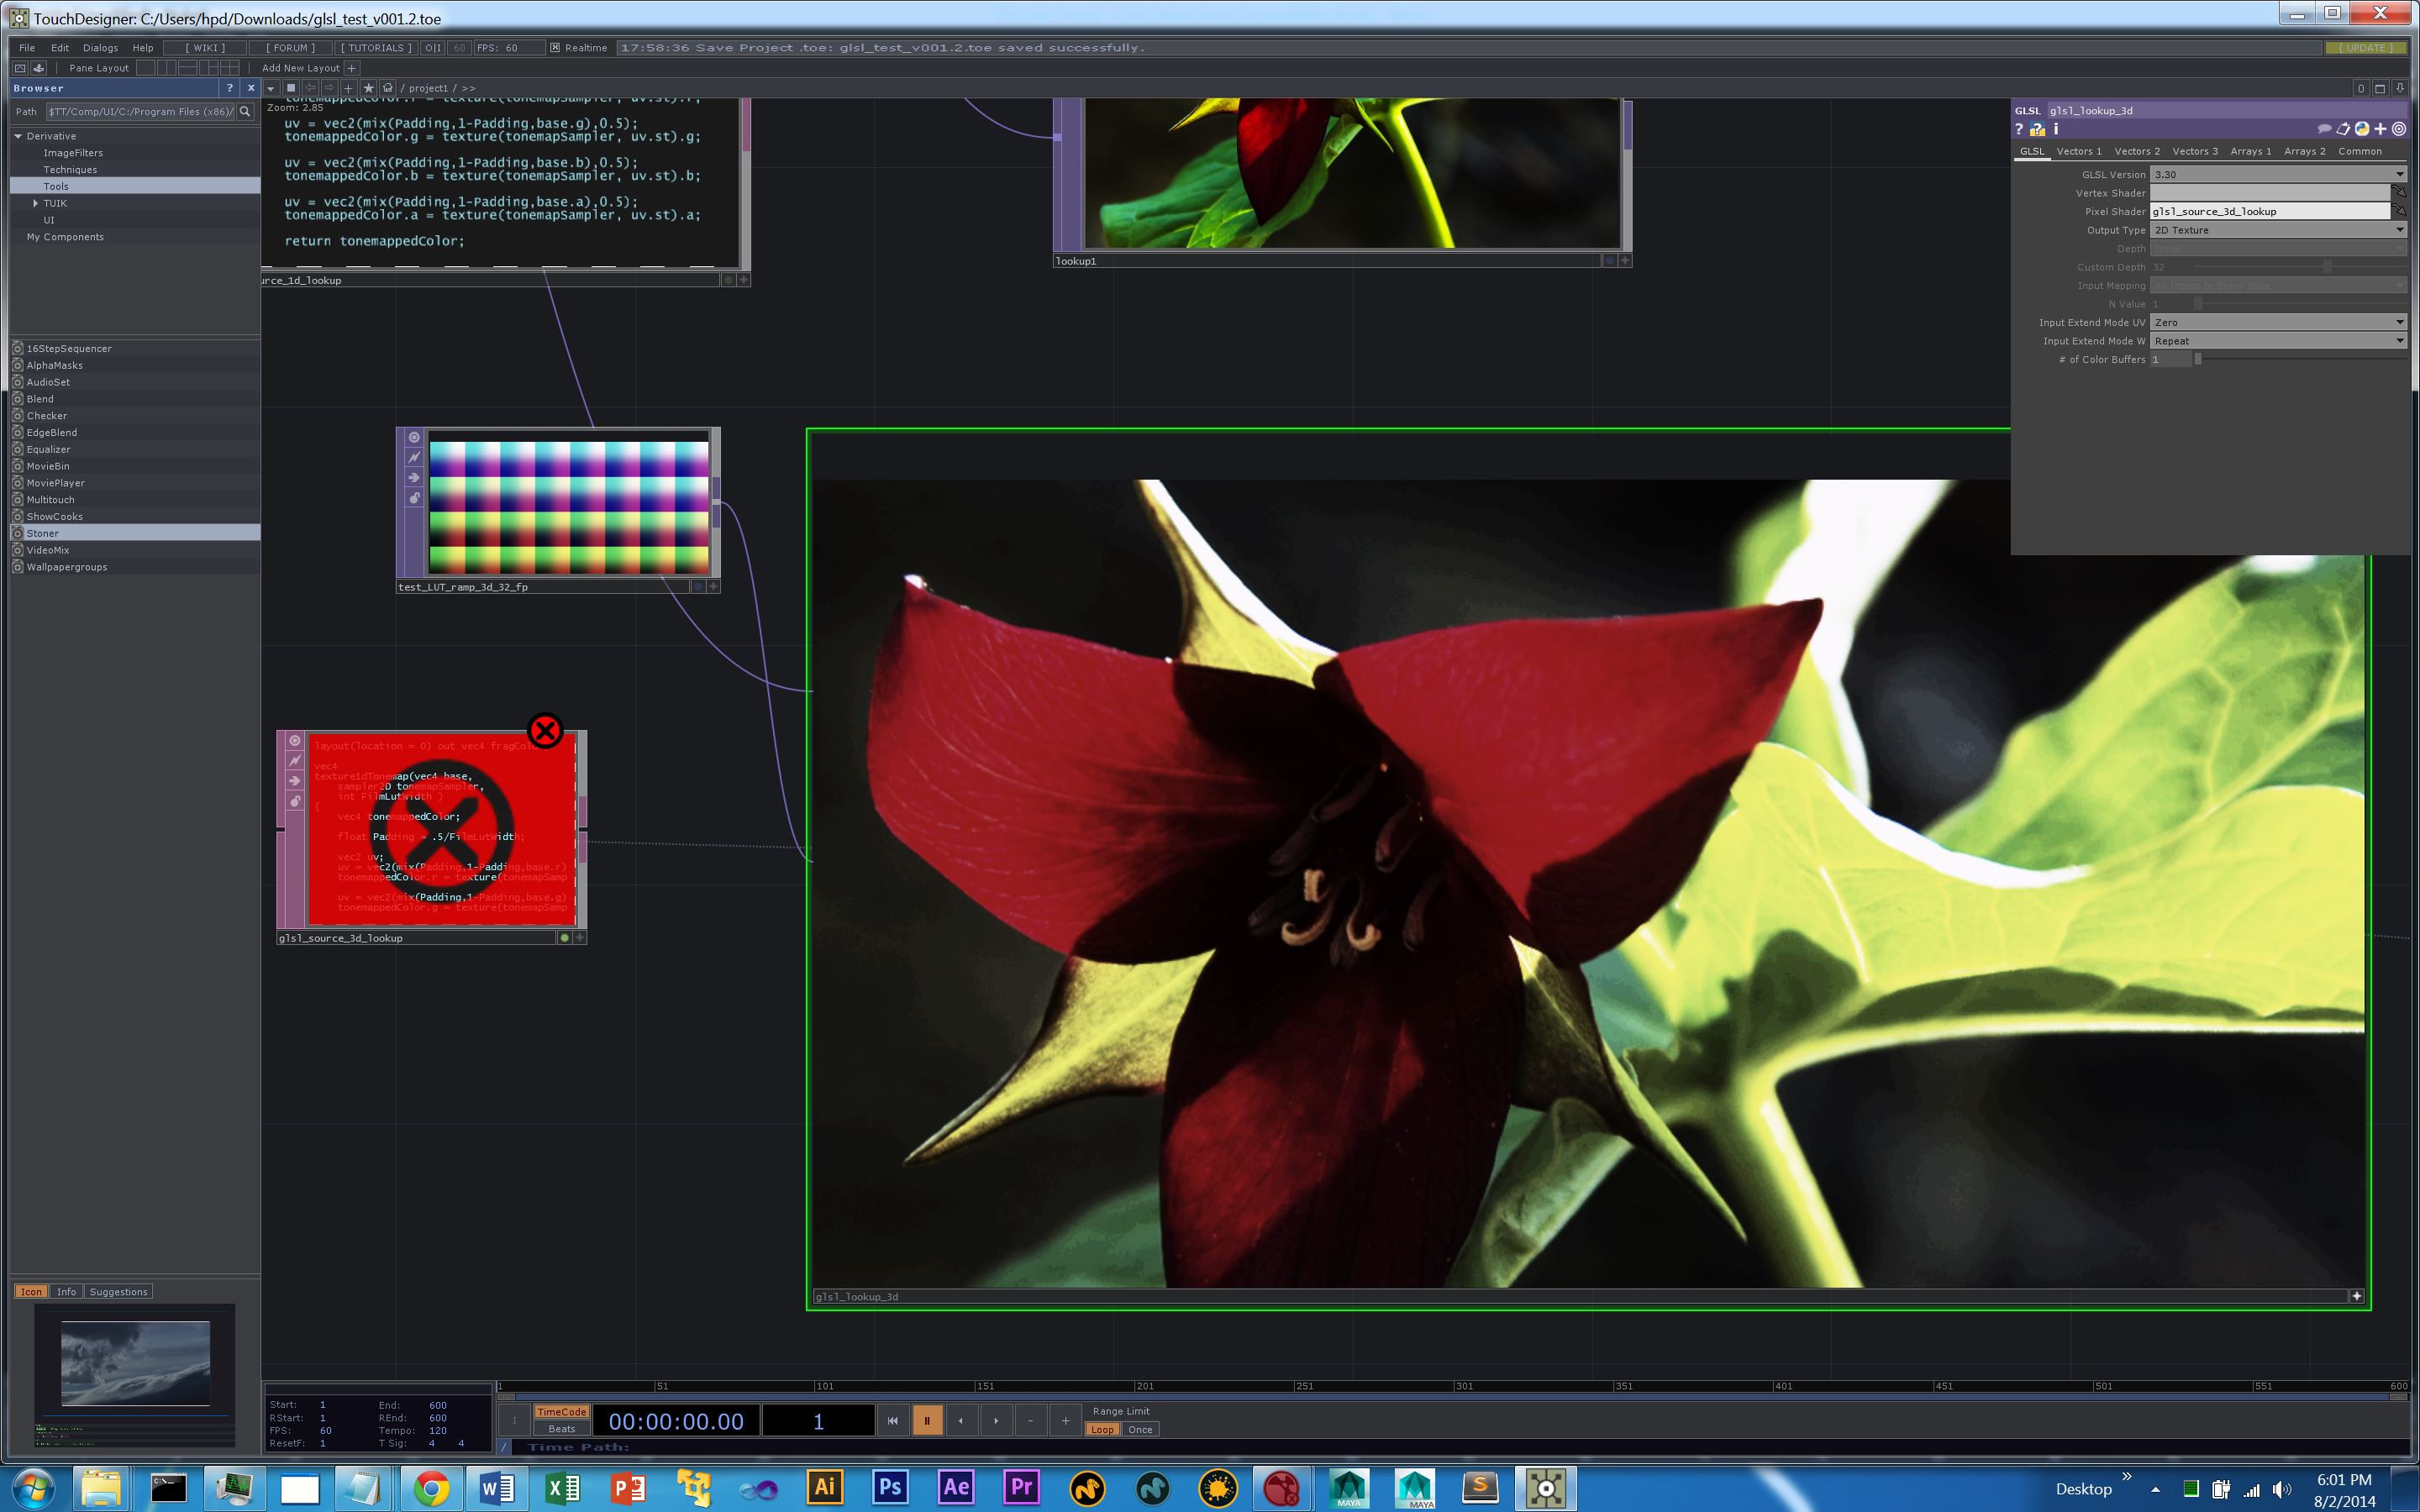 TouchDesigner: C:/Users/hpd/Downloads/glsl_test_v001.2.toe
File Edit Dialogs Help [ WIKI ] [ FORUM ] [ TUTORIALS ] O|I 60 FPS: 60 Realtime 17:58:36 Save Project .toe: glsl_test_v001.2.toe saved successfully. [ UPDATE ]
Pane Layout Add New Layout +
Browser ? x
/ project1 / >>
Path $TT/Comp/UI/C:/Program Files (x86)/
Derivative
ImageFilters
Techniques
Tools
TUIK
UI
My Components
16StepSequencer
AlphaMasks
AudioSet
Blend
Checker
EdgeBlend
Equalizer
MovieBin
MoviePlayer
Multitouch
ShowCooks
Stoner
VideoMix
Wallpapergroups
Icon Info Suggestions
Zoom: 2.85
uv = vec2(mix(Padding,1-Padding,base.g),0.5);
tonemappedColor.g = texture(tonemapSampler, uv.st).g;
uv = vec2(mix(Padding,1-Padding,base.b),0.5);
tonemappedColor.b = texture(tonemapSampler, uv.st).b;
uv = vec2(mix(Padding,1-Padding,base.a),0.5);
tonemappedColor.a = texture(tonemapSampler, uv.st).a;
return tonemappedColor;
urce_1d_lookup
lookup1
test_LUT_ramp_3d_32_fp
layout(location = 0) out vec4 fragColor
vec4
texture1dTonemap(vec4 base,
sampler2D tonemapSampler,
int FilmLutWidth )
{
vec4 tonemappedColor;
float Padding = .5/FilmLutWidth;
vec2 uv;
uv = vec2(mix(Padding,1-Padding,base.r)
tonemappedColor.r = texture(tonemapSamp
uv = vec2(mix(Padding,1-Padding,base.g)
tonemappedColor.g = texture(tonemapSamp
glsl_source_3d_lookup
glsl_lookup_3d
GLSL glsl_lookup_3d
? i
GLSL Vectors 1 Vectors 2 Vectors 3 Arrays 1 Arrays 2 Common
GLSL Version 3.30
Vertex Shader
Pixel Shader glsl_source_3d_lookup
Output Type 2D Texture
Depth Input
Custom Depth 32
Input Mapping All Inputs to Every Slice
N Value 1
Input Extend Mode UV Zero
Input Extend Mode W Repeat
# of Color Buffers 1
1 51 101 151 201 251 301 351 401 451 501 551 600
Start: 1 End: 600
RStart: 1 REnd: 600
FPS: 60 Tempo: 120
ResetF: 1 T Sig: 4 4
TimeCode
Beats
00:00:00.00
1
Range Limit
Loop Once
/ Time Path:
Ai Ps Ae Pr MAYA MAYA
Desktop
6:01 PM
8/2/2014